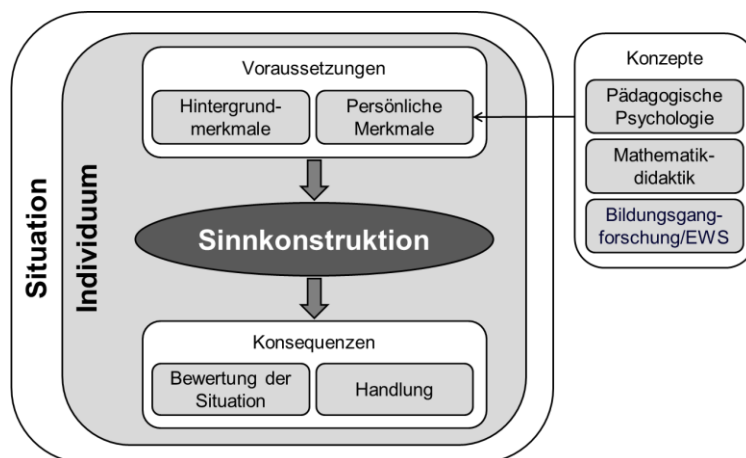 Situation
Individuum
Voraussetzungen
Hintergrund-
merkmale
Persönliche
Merkmale
Sinnkonstruktion
Konsequenzen
Bewertung der
Situation
Handlung
Konzepte
Pädagogische
Psychologie
Mathematik-
didaktik
Bildungsgang-
forschung/EWS